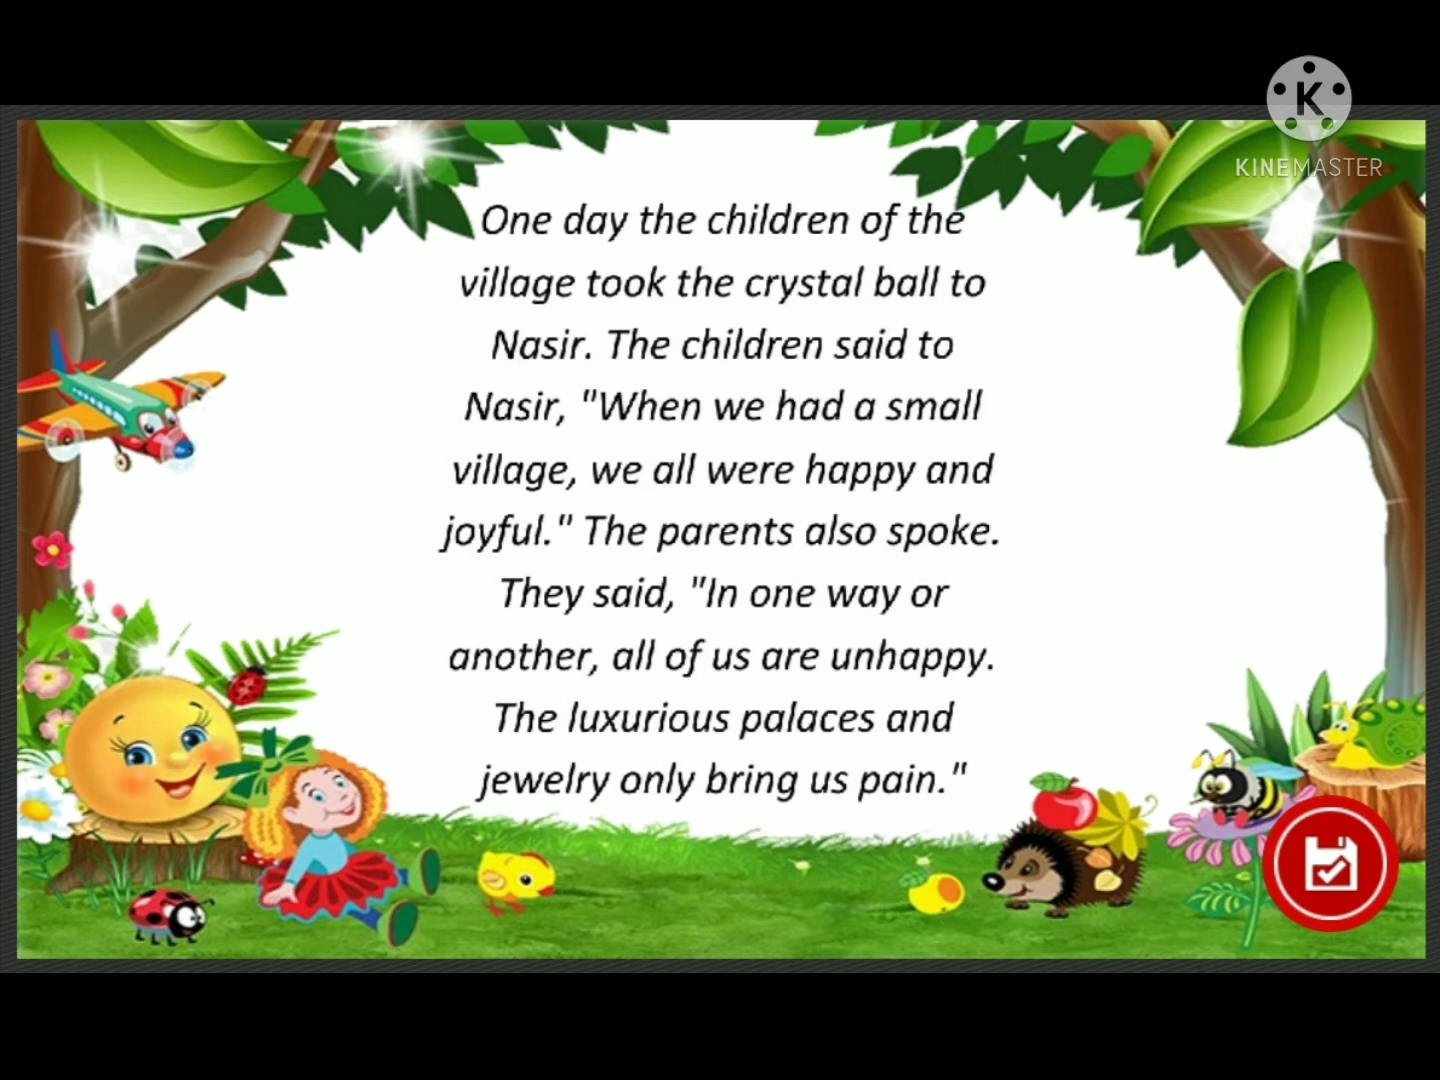 K
KINEMASTER
One day the children of the
village took the crystal ball to
Nasir. The children said to
Nasir, "When we had a small
village, we all were happy and
joyful." The parents also spoke.
They said, "In one way or
another, all of us are unhappy.
The luxurious palaces and
jewelry only bring us pain."